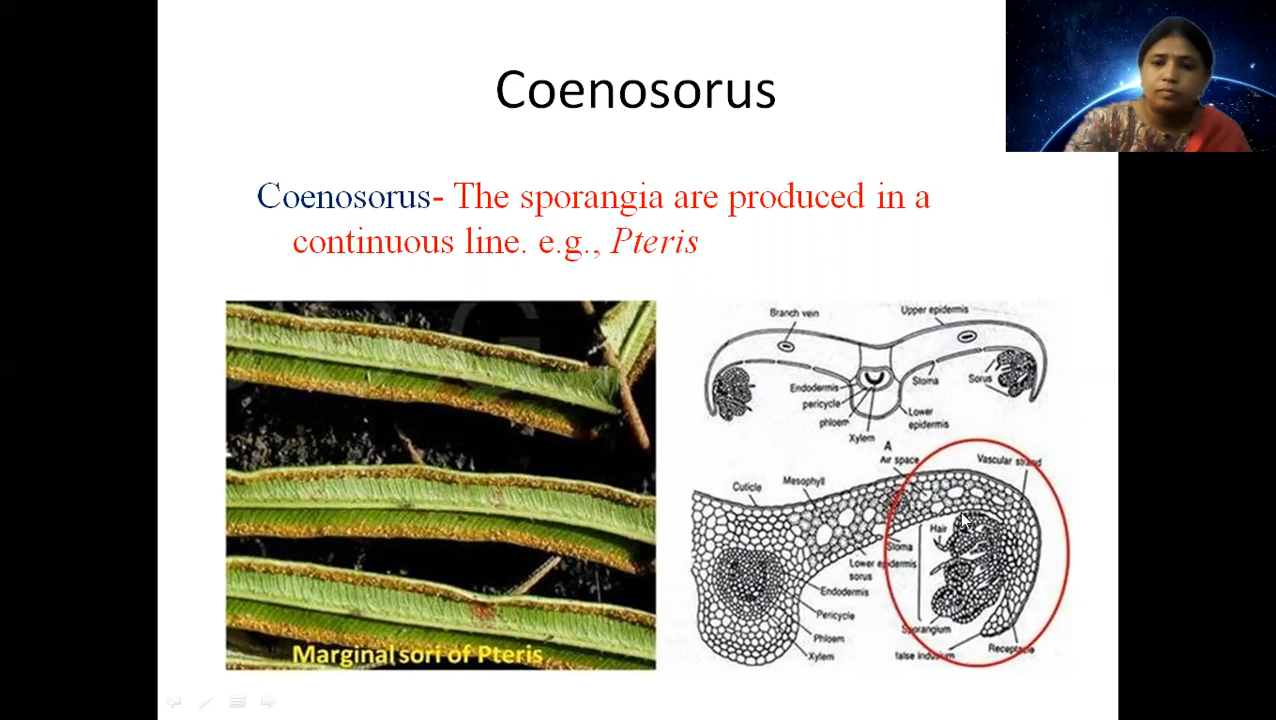 Coenosorus
Coenosorus- The sporangia are produced in a
continuous line. e.g., Pteris
Marginal sori of Pteris
Branch vein
Upper epidermis
Endodermis
pericycle
phloem
Xylem
Stoma
Sorus
Lower
epidermis
A
Air space
Vascular strand
Cuticle
Mesophyll
Hair
Stoma
Lower epidermis
sorus
Endodermis
Pericycle
Phloem
Xylem
Sporangium
false indusium
Receptacle